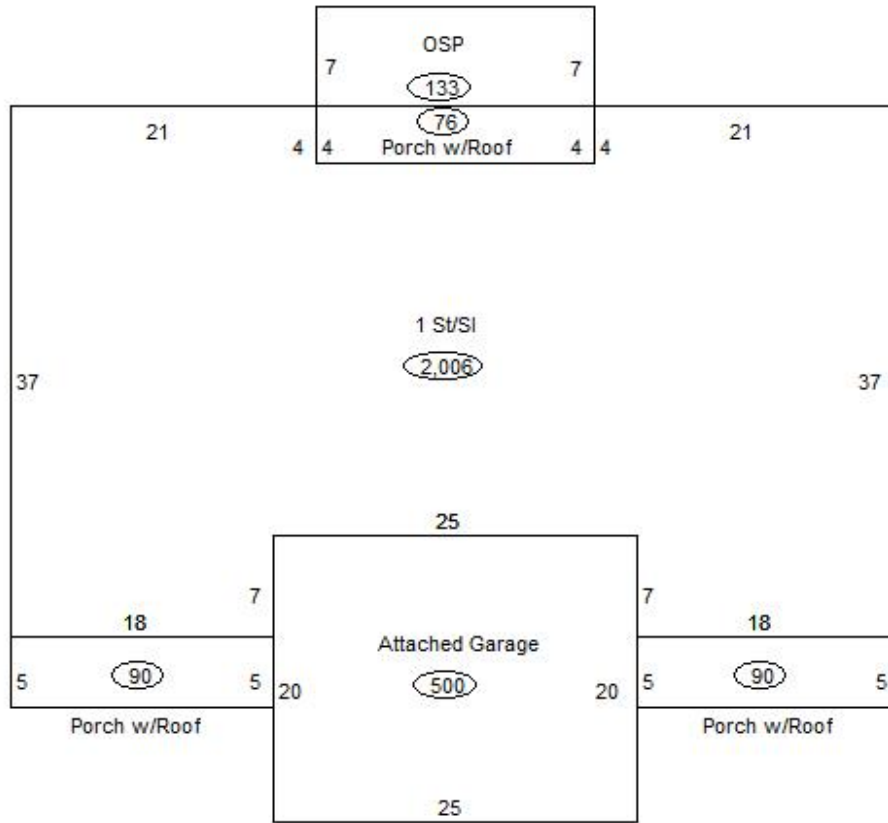 OSP
7 7
133
76
21 21
4 4 Porch w/Roof 4 4
1 St/Sl
2,006
37 37
25
7 7
18 18
Attached Garage
5 90 5 20 500 20 5 90 5
Porch w/Roof Porch w/Roof
25